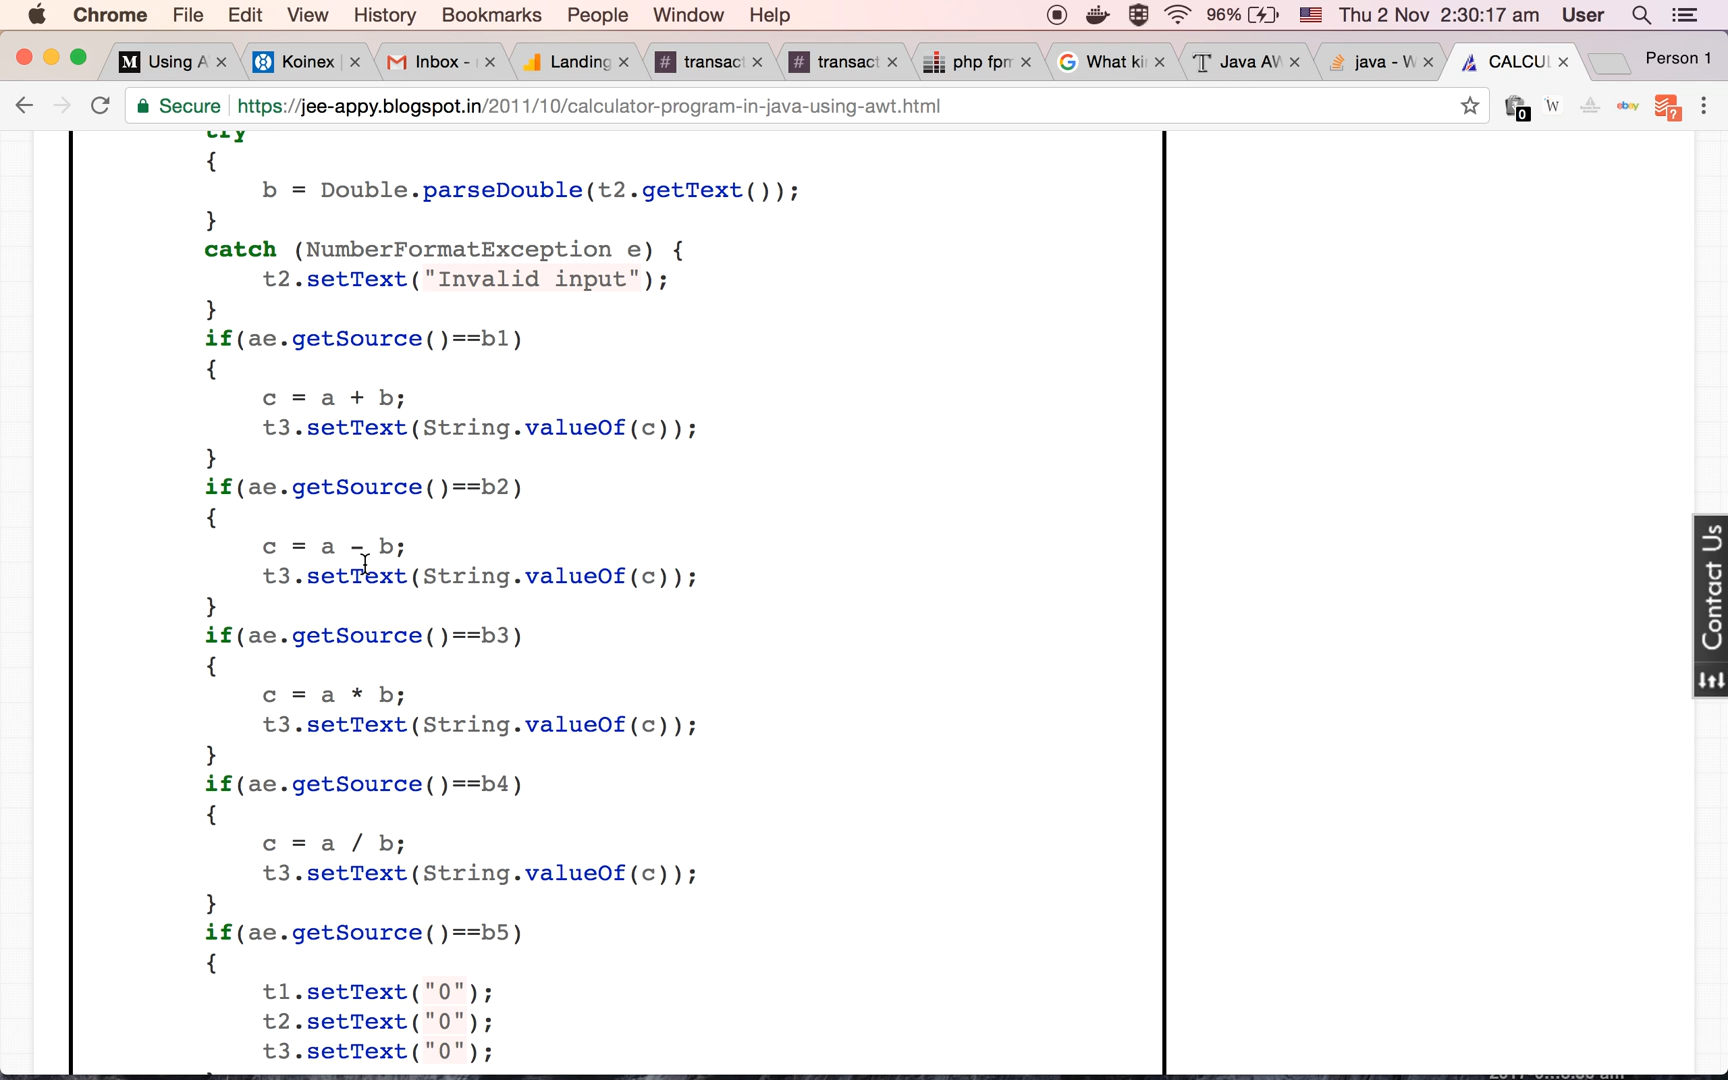 Chrome File Edit View History Bookmarks People Window Help 96% Thu 2 Nov 2:30:17 am User
M Using A Koinex Inbox - Landing # transact # transact php fpm What ki Java AW java - W CALCU Person 1
Secure https://jee-appy.blogspot.in/2011/10/calculator-program-in-java-using-awt.html 0 W ebay ?
try
{
b = Double.parseDouble(t2.getText());
}
catch (NumberFormatException e) {
t2.setText("Invalid input");
}
if(ae.getSource()==b1)
{
c = a + b;
t3.setText(String.valueOf(c));
}
if(ae.getSource()==b2)
{
c = a - b;
t3.setText(String.valueOf(c));
}
if(ae.getSource()==b3)
{
c = a * b;
t3.setText(String.valueOf(c));
}
if(ae.getSource()==b4)
{
c = a / b;
t3.setText(String.valueOf(c));
}
if(ae.getSource()==b5)
{
t1.setText("0");
t2.setText("0");
t3.setText("0");
Contact Us